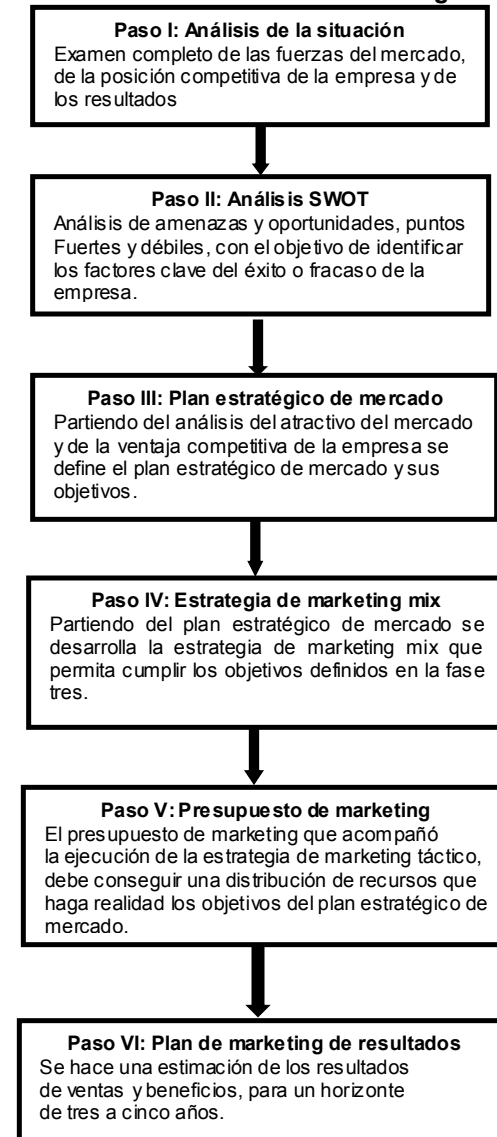 Paso I: Análisis de la situación
Examen completo de las fuerzas del mercado,
de la posición competitiva de la empresa y de
los resultados
Paso II: Análisis SWOT
Análisis de amenazas y oportunidades, puntos
Fuertes y débiles, con el objetivo de identificar
los factores clave del éxito o fracaso de la
empresa.
Paso III: Plan estratégico de mercado
Partiendo del análisis del atractivo del mercado
y de la ventaja competitiva de la empresa se
define el plan estratégico de mercado y sus
objetivos.
Paso IV: Estrategia de marketing mix
Partiendo del plan estratégico de mercado se
desarrolla la estrategia de marketing mix que
permita cumplir los objetivos definidos en la fase
tres.
Paso V: Presupuesto de marketing
El presupuesto de marketing que acompañó
la ejecución de la estrategia de marketing táctico,
debe conseguir una distribución de recursos que
haga realidad los objetivos del plan estratégico de
mercado.
Paso VI: Plan de marketing de resultados
Se hace una estimación de los resultados
de ventas y beneficios, para un horizonte
de tres a cinco años.